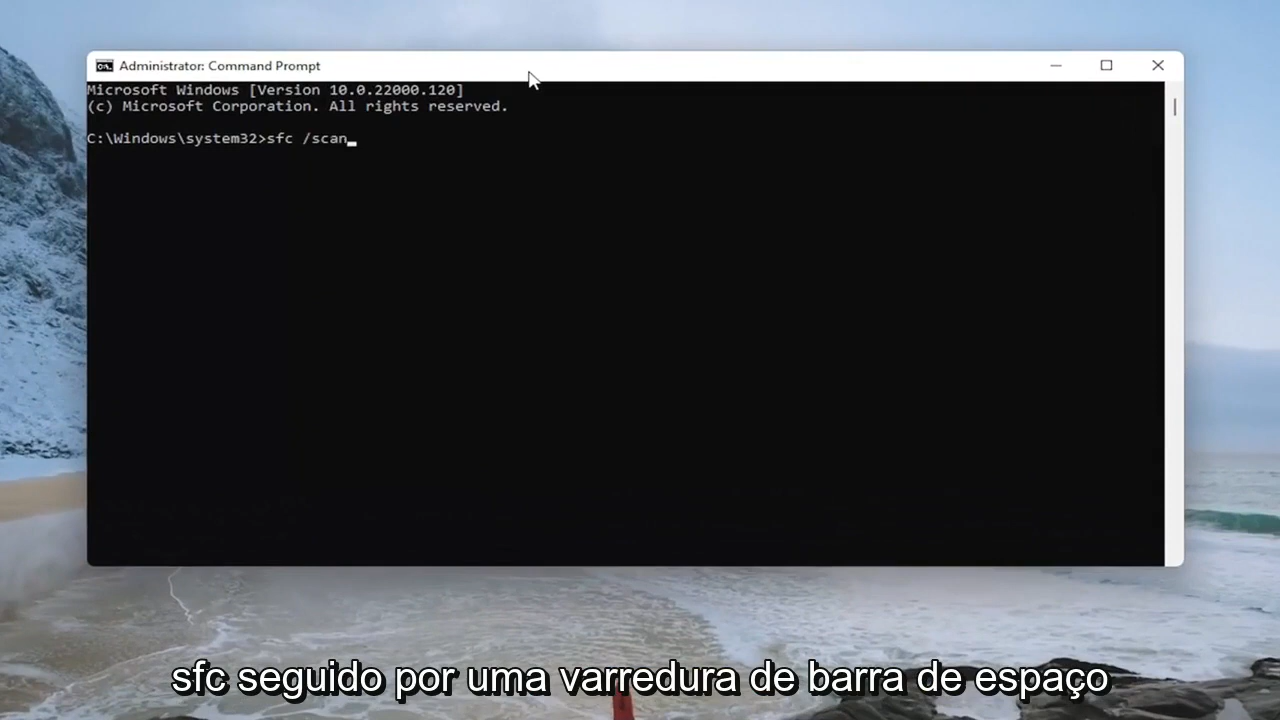 Administrator: Command Prompt
Microsoft Windows [Version 10.0.22000.120]
(c) Microsoft Corporation. All rights reserved.
C:\Windows\system32>sfc /scan
sfc seguido por uma varredura de barra de espaço